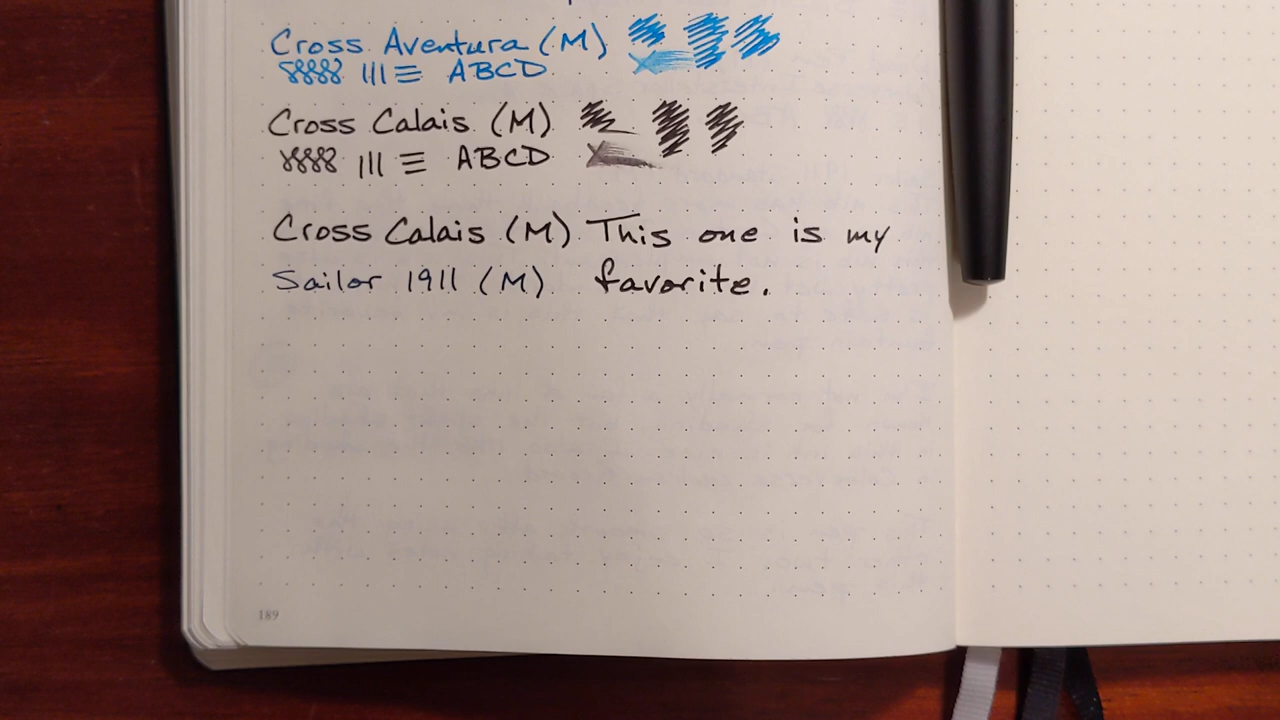 Cross Aventura (M)
ABCD
Cross Calais (M)
ABCD
Cross Calais (M) This one is my
Sailor 1911 (M) favorite.
189